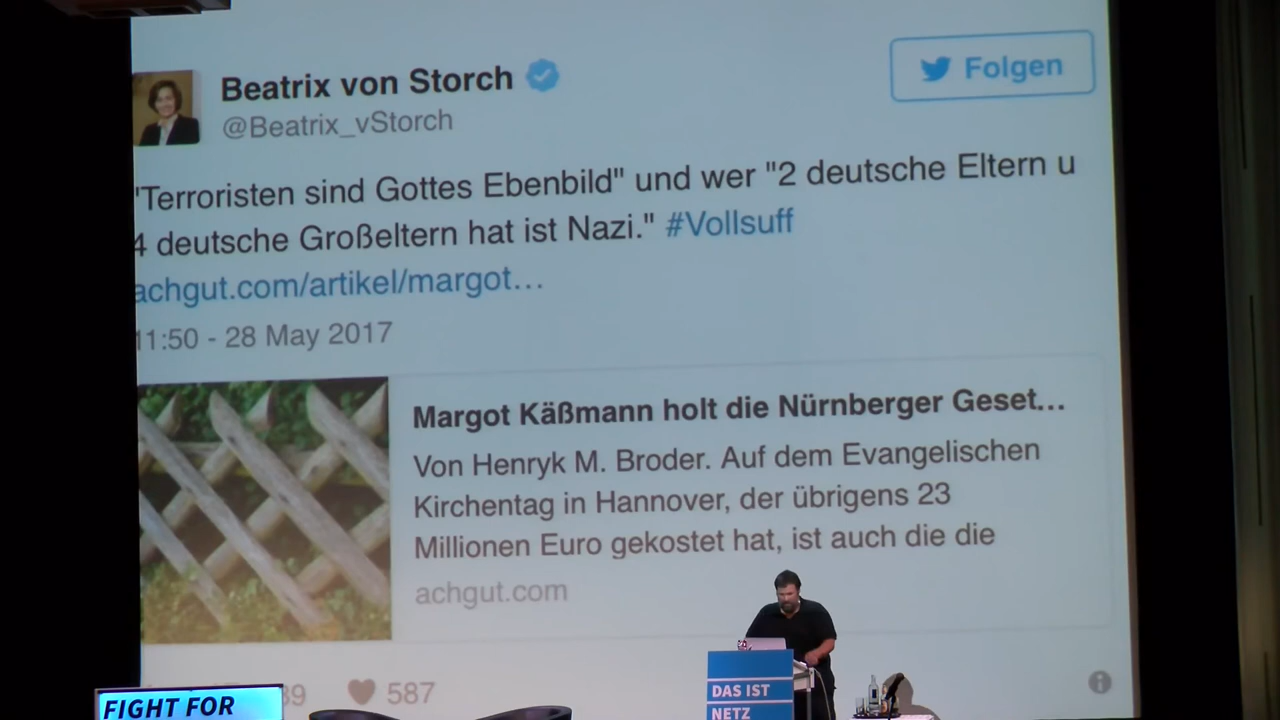 Beatrix von Storch
@Beatrix_vStorch
Folgen
"Terroristen sind Gottes Ebenbild" und wer "2 deutsche Eltern u
4 deutsche Großeltern hat ist Nazi." #Vollsuff
achgut.com/artikel/margot…
11:50 - 28 May 2017
Margot Käßmann holt die Nürnberger Geset…
Von Henryk M. Broder. Auf dem Evangelischen
Kirchentag in Hannover, der übrigens 23
Millionen Euro gekostet hat, ist auch die die
achgut.com
587
FIGHT FOR
DAS IST
NETZ